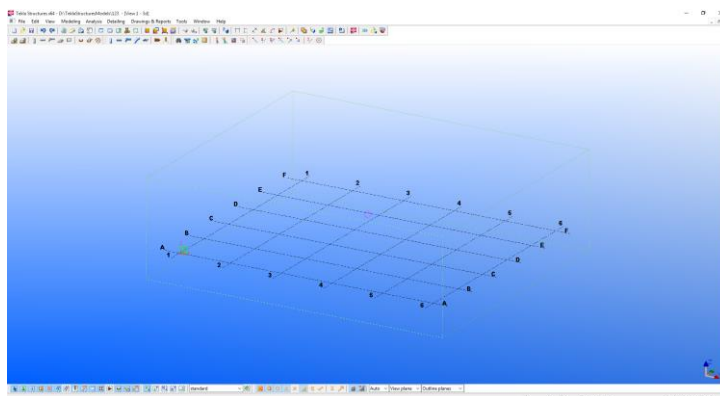 Tekla Structures x64 - D:\TeklaStructuresModels\123 - [View 1 - 3d]
File Edit View Modeling Analysis Detailing Drawings & Reports Tools Window Help
F 1
2
E
3
D
4
C
5
6
F
B
E
A
1
D
2
C
3
B
4
5
6 A
standard
Auto View plane Outline planes